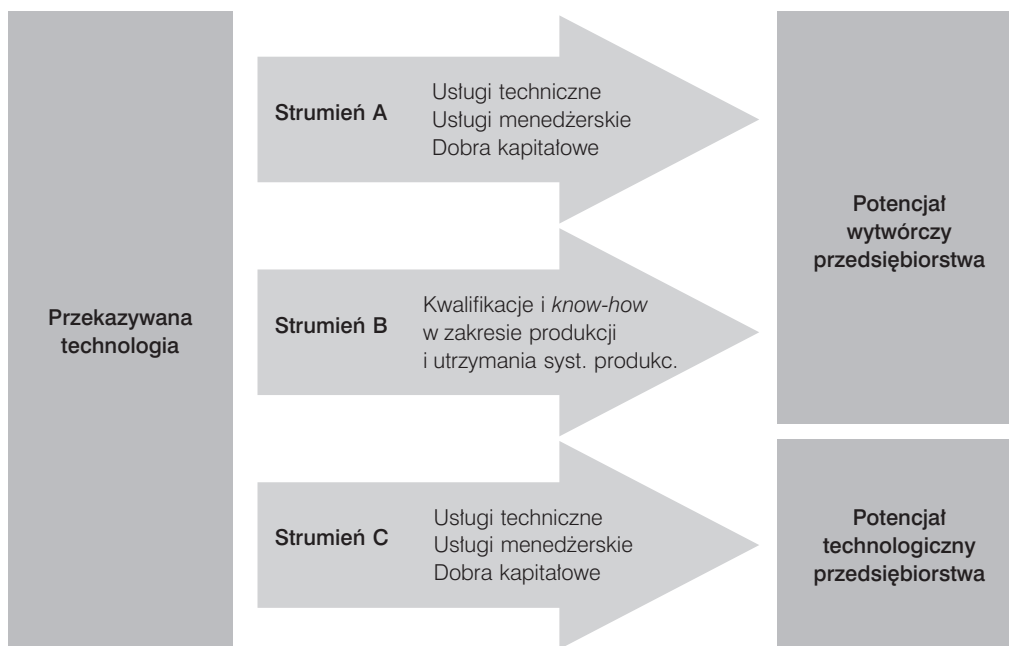 Przekazywana
technologia
Strumień A
Usługi techniczne
Usługi menedżerskie
Dobra kapitałowe
Strumień B
Kwalifikacje i know-how
w zakresie produkcji
i utrzymania syst. produkc.
Strumień C
Usługi techniczne
Usługi menedżerskie
Dobra kapitałowe
Potencjał
wytwórczy
przedsiębiorstwa
Potencjał
technologiczny
przedsiębiorstwa